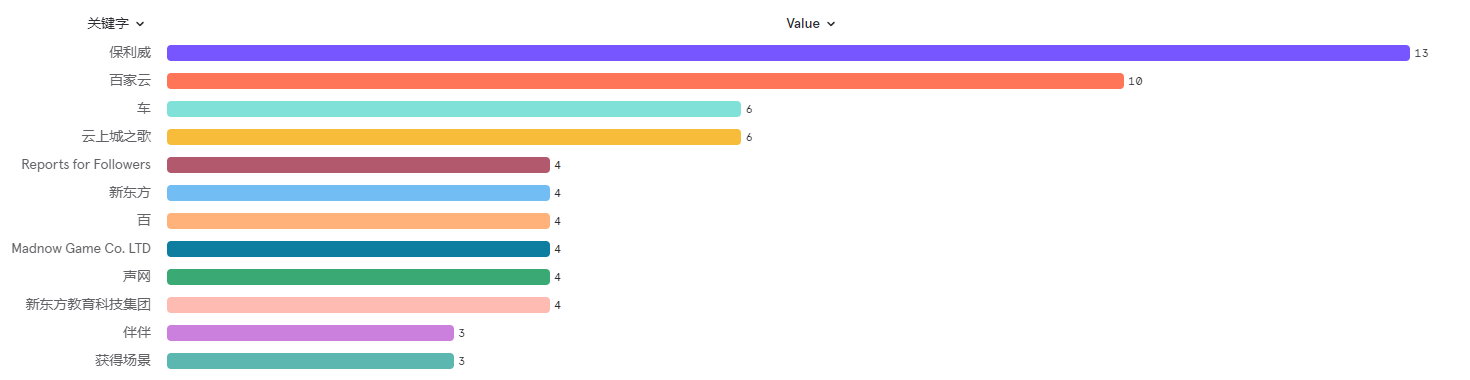 关键字 Value
保利威 13
百家云 10
车 6
云上城之歌 6
Reports for Followers 4
新东方 4
百 4
Madnow Game Co. LTD 4
声网 4
新东方教育科技集团 4
伴伴 3
获得场景 3